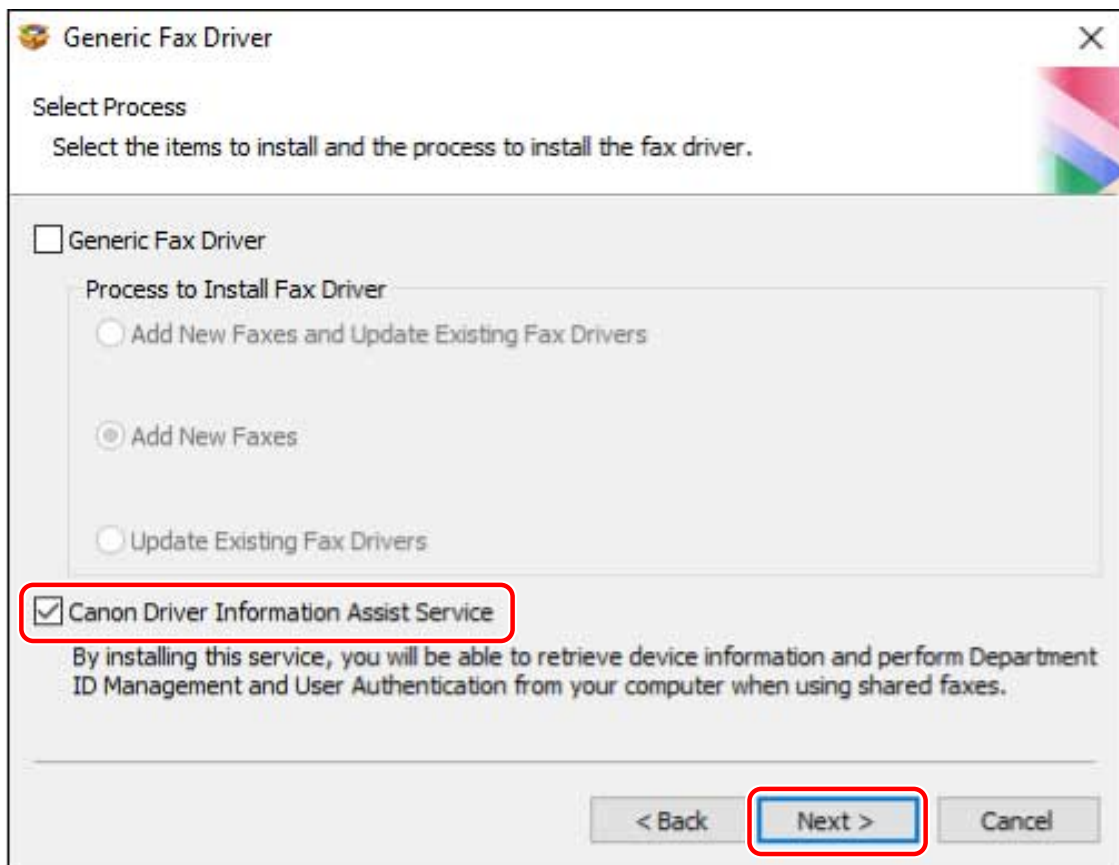 Generic Fax Driver
Select Process
Select the items to install and the process to install the fax driver.
Generic Fax Driver
Process to Install Fax Driver
Add New Faxes and Update Existing Fax Drivers
Add New Faxes
Update Existing Fax Drivers
Canon Driver Information Assist Service
By installing this service, you will be able to retrieve device information and perform Department
ID Management and User Authentication from your computer when using shared faxes.
< Back
Next >
Cancel